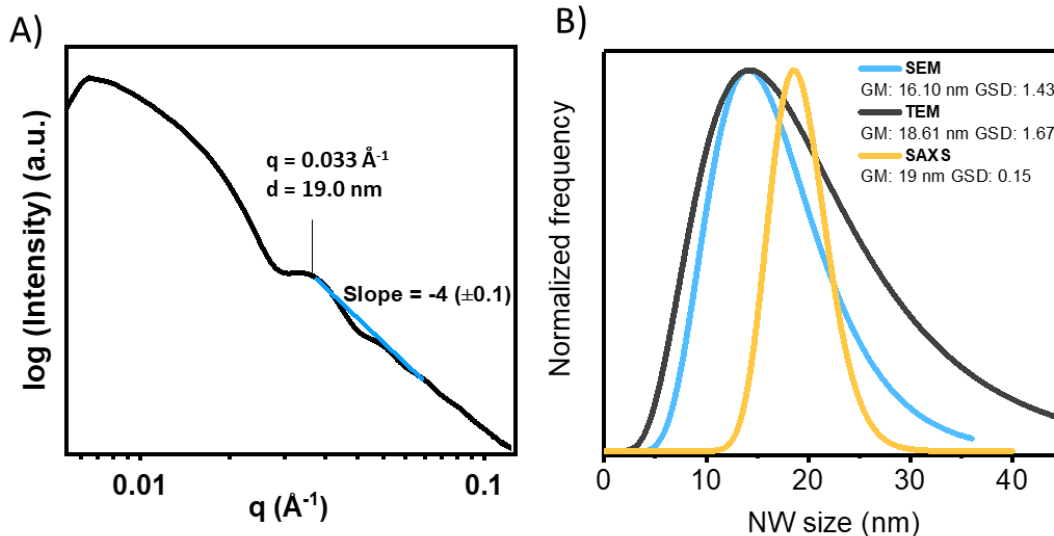 A)
log (Intensity) (a.u.)
q = 0.033 Å⁻¹
d = 19.0 nm
Slope = -4 (±0.1)
0.01
0.1
q (Å⁻¹)
B)
Normalized frequency
SEM
GM: 16.10 nm GSD: 1.43
TEM
GM: 18.61 nm GSD: 1.67
SAXS
GM: 19 nm GSD: 0.15
0
10
20
30
40
NW size (nm)